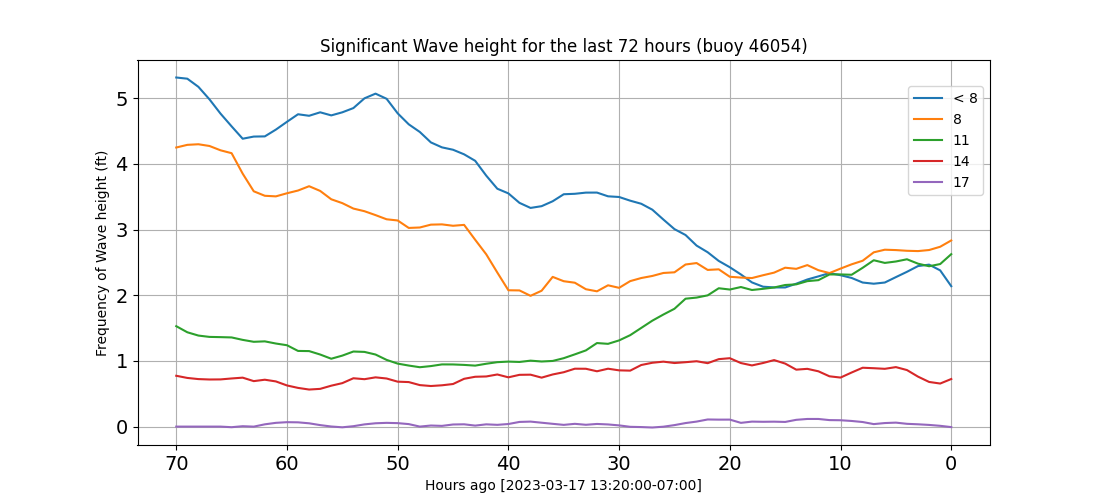 Significant Wave height for the last 72 hours (buoy 46054)
Frequency of Wave height (ft)
5
4
3
2
1
0
< 8
8
11
14
17
70 60 50 40 30 20 10 0
Hours ago [2023-03-17 13:20:00-07:00]